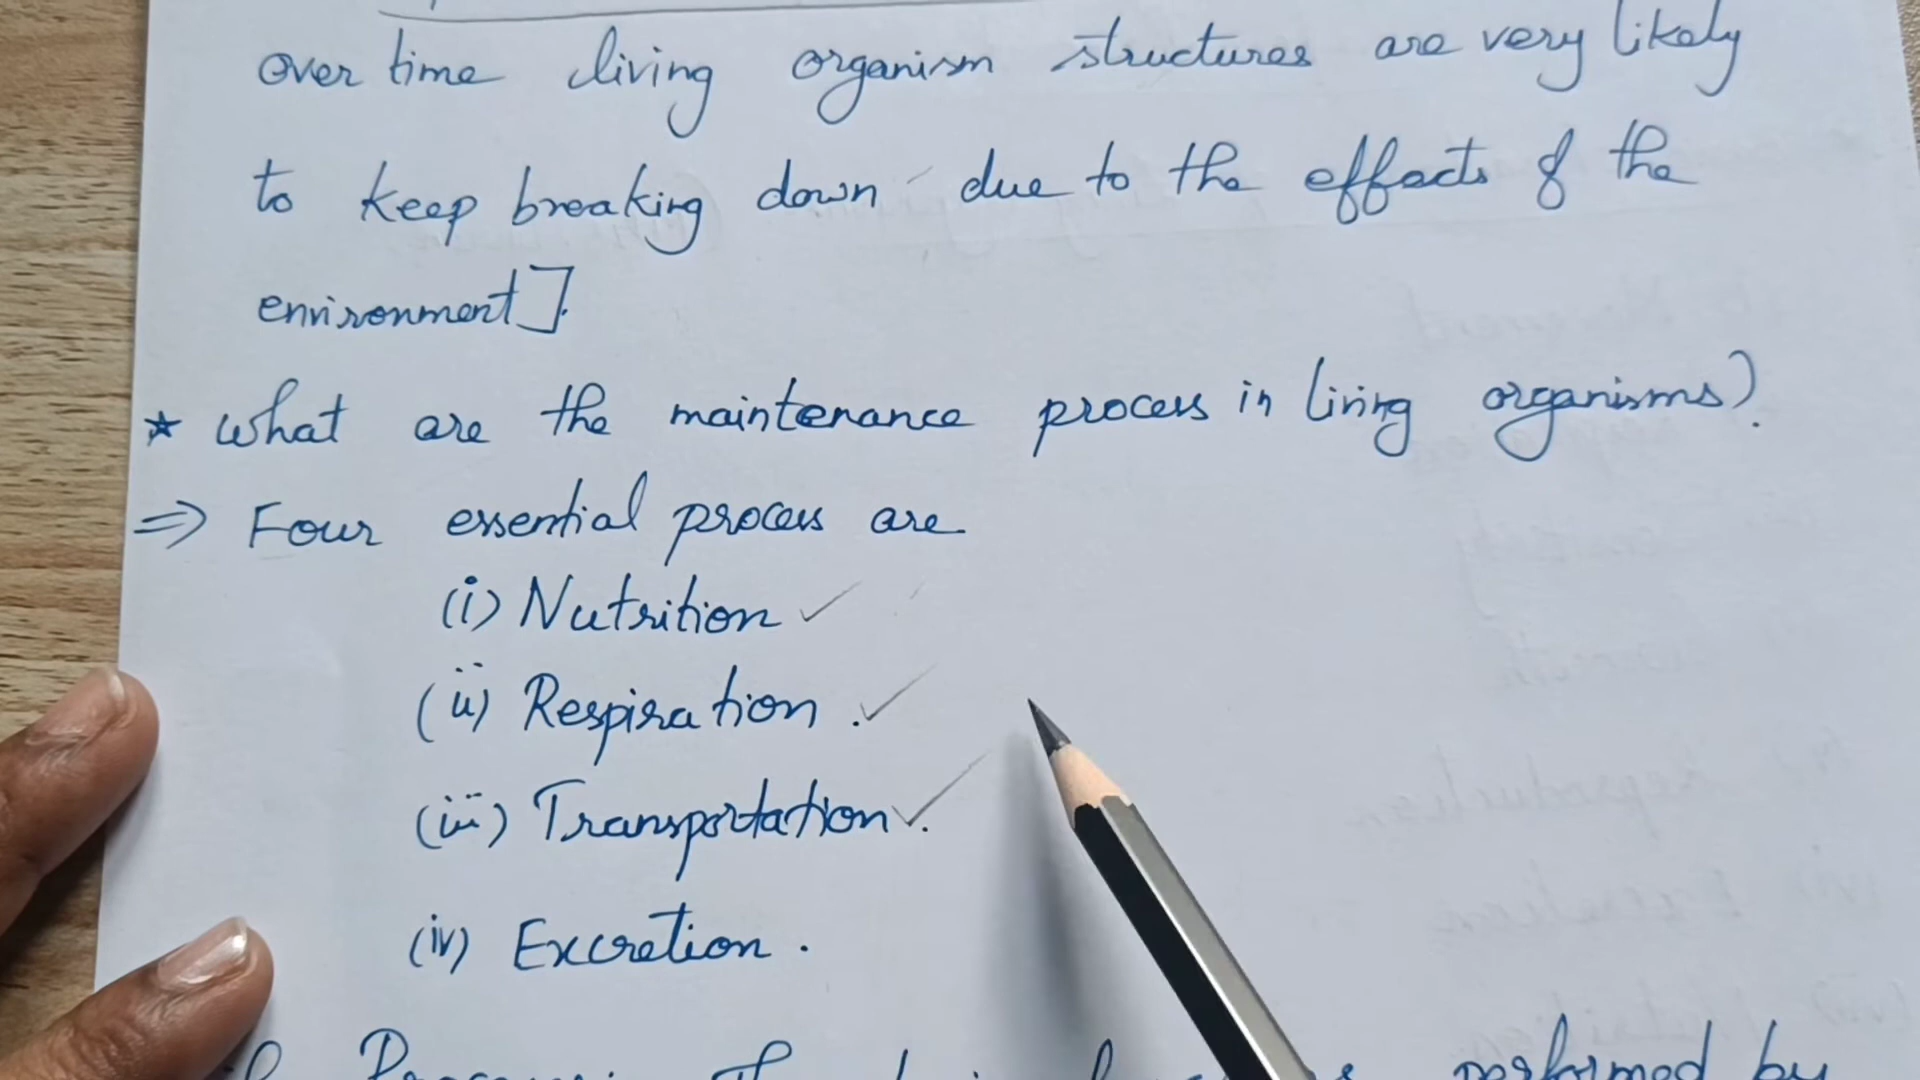 over time living organism structures are very likely
to keep breaking down due to the effects of the
environment].
* What are the maintenance process in living organisms?
⇒ Four essential process are
(i) Nutrition ✓
(ii) Respiration. ✓
(iii) Transportation. ✓
(iv) Excretion.
performed by